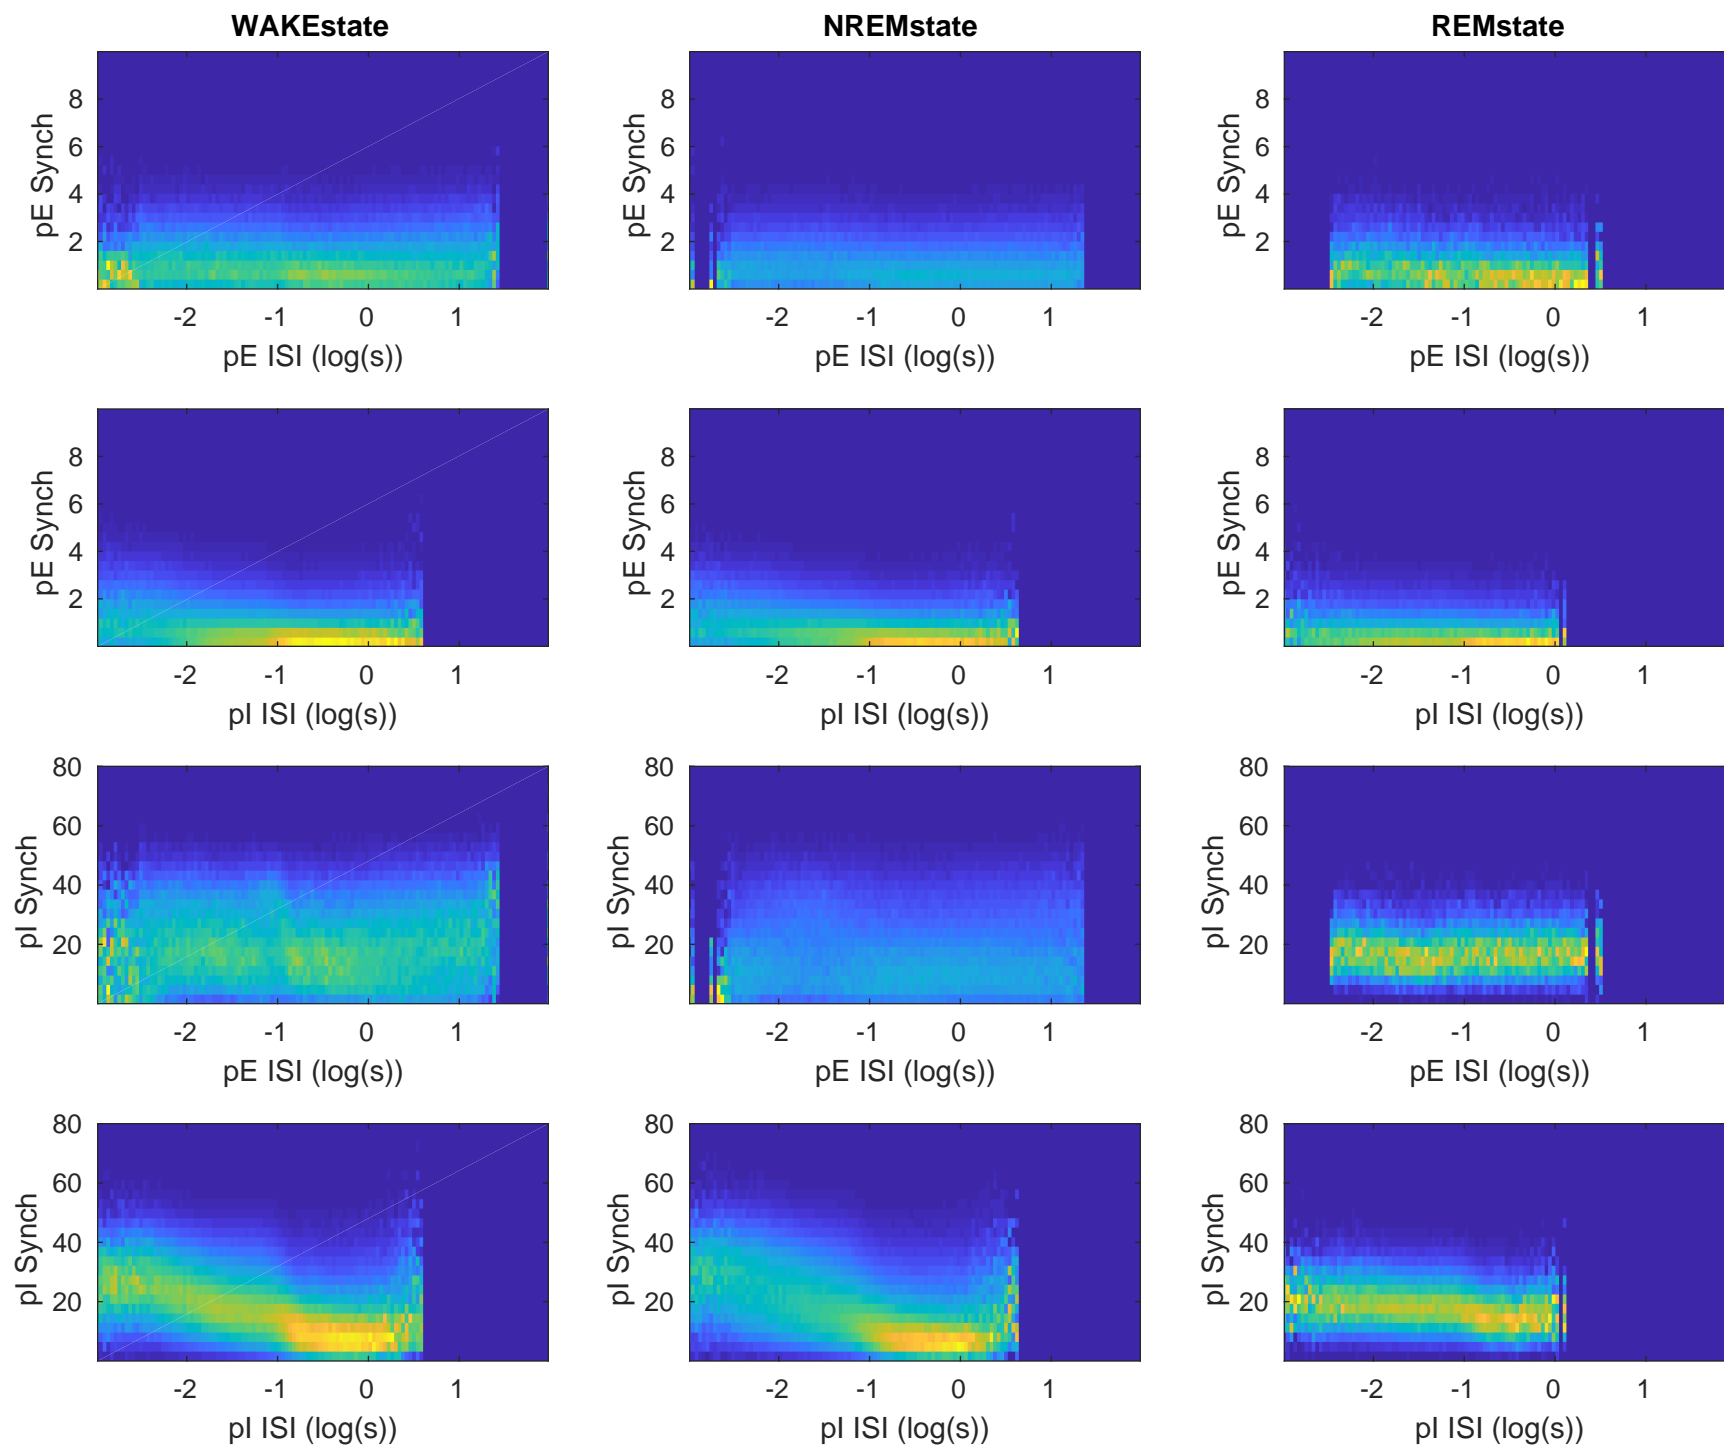 WAKEstate NREMstate REMstate
8 8 8
6 6 6
4 4 4
2 2 2
pE Synch pE Synch pE Synch
-2 -1 0 1 -2 -1 0 1 -2 -1 0 1
pE ISI (log(s)) pE ISI (log(s)) pE ISI (log(s))
8 8 8
6 6 6
4 4 4
2 2 2
pE Synch pE Synch pE Synch
-2 -1 0 1 -2 -1 0 1 -2 -1 0 1
pI ISI (log(s)) pI ISI (log(s)) pI ISI (log(s))
80 80 80
60 60 60
40 40 40
20 20 20
pI Synch pI Synch pI Synch
-2 -1 0 1 -2 -1 0 1 -2 -1 0 1
pE ISI (log(s)) pE ISI (log(s)) pE ISI (log(s))
80 80 80
60 60 60
40 40 40
20 20 20
pI Synch pI Synch pI Synch
-2 -1 0 1 -2 -1 0 1 -2 -1 0 1
pI ISI (log(s)) pI ISI (log(s)) pI ISI (log(s))